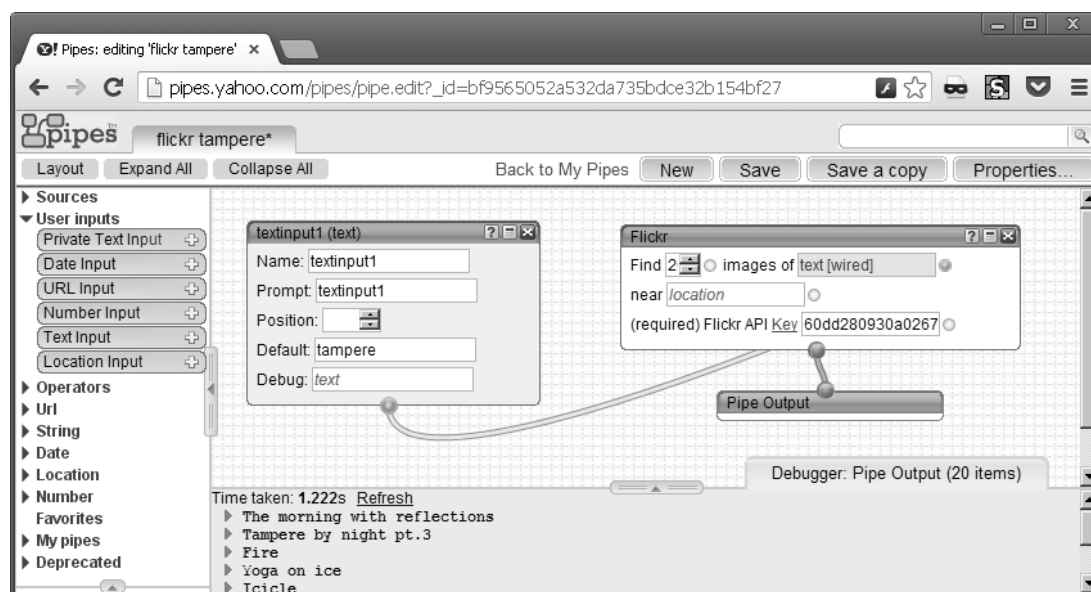 Y! Pipes: editing 'flickr tampere' ×
pipes.yahoo.com/pipes/pipe.edit?_id=bf9565052a532da735bdce32b154bf27
pipes flickr tampere*
Layout Expand All Collapse All Back to My Pipes New Save Save a copy Properties...
Sources
User inputs
Private Text Input
Date Input
URL Input
Number Input
Text Input
Location Input
Operators
Url
String
Date
Location
Number
Favorites
My pipes
Deprecated
textinput1 (text)
Name: textinput1
Prompt: textinput1
Position:
Default: tampere
Debug: text
Flickr
Find 2 images of text [wired]
near location
(required) Flickr API Key 60dd280930a0267
Pipe Output
Debugger: Pipe Output (20 items)
Time taken: 1.222s Refresh
The morning with reflections
Tampere by night pt.3
Fire
Yoga on ice
Icicle